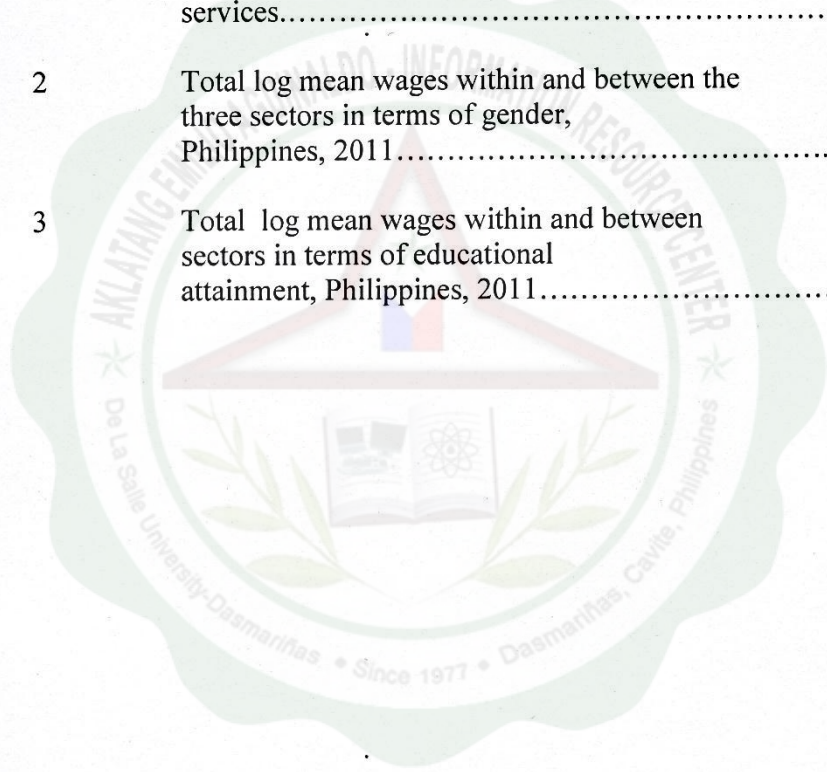 services..................................................................
2 Total log mean wages within and between the
three sectors in terms of gender,
Philippines, 2011..................................................
3 Total log mean wages within and between
sectors in terms of educational
attainment, Philippines, 2011..................................
AKLATANG EMILIO AGUINALDO - INFORMATION RESOURCE CENTER
De La Salle University-Dasmariñas • Since 1977 • Dasmariñas, Cavite, Philippines